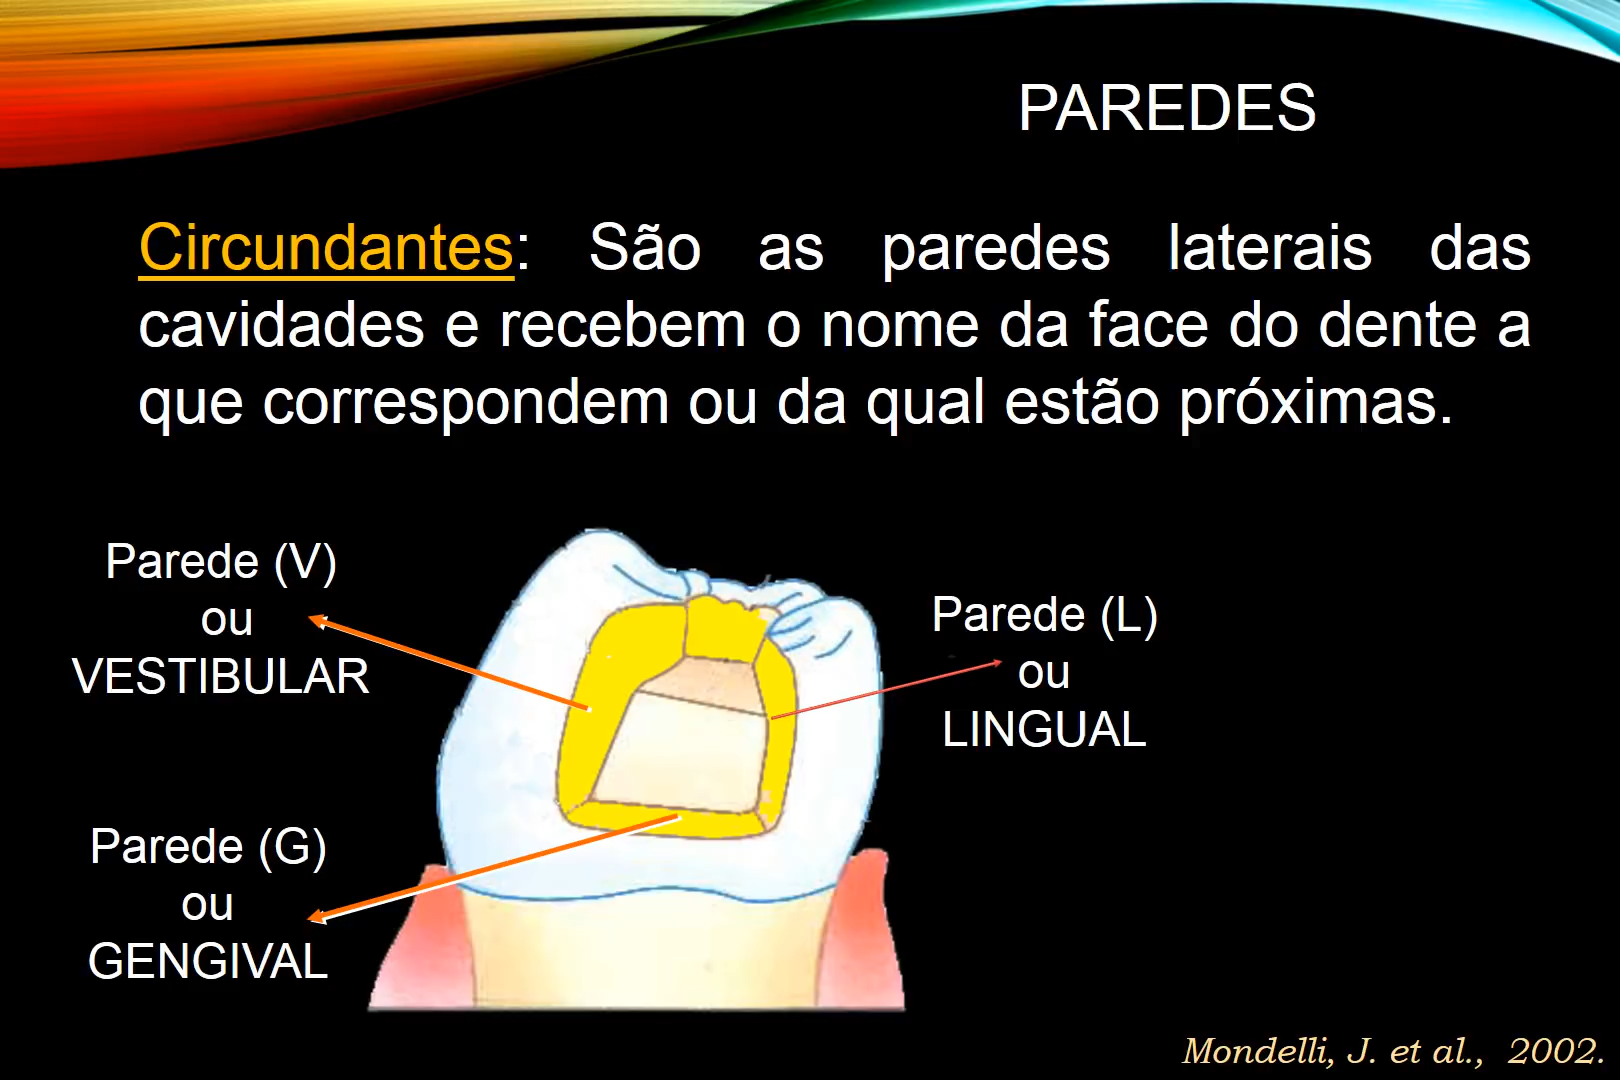 PAREDES
Circundantes: São as paredes laterais das
cavidades e recebem o nome da face do dente a
que correspondem ou da qual estão próximas.
Parede (V)
ou
VESTIBULAR
Parede (L)
ou
LINGUAL
Parede (G)
ou
GENGIVAL
Mondelli, J. et al., 2002.